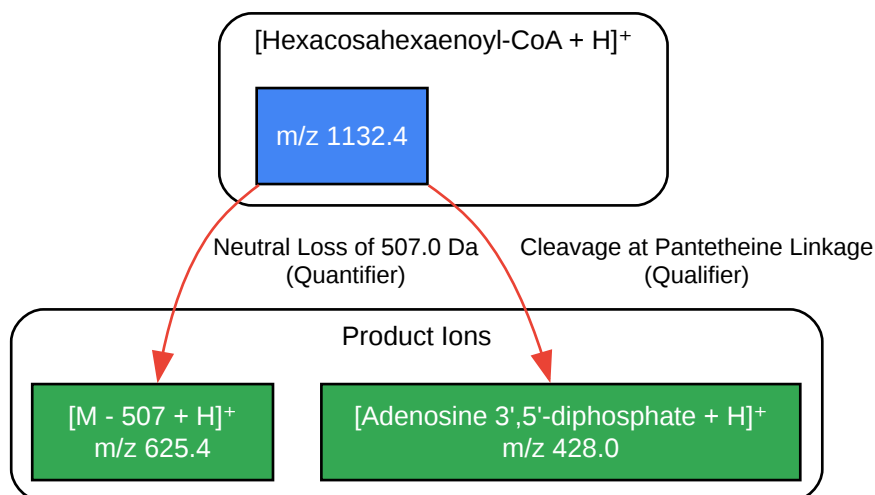 [Hexacosahexaenoyl-CoA + H]⁺
m/z 1132.4
Neutral Loss of 507.0 Da
(Quantifier)
Cleavage at Pantetheine Linkage
(Qualifier)
Product Ions
[M - 507 + H]⁺
m/z 625.4
[Adenosine 3',5'-diphosphate + H]⁺
m/z 428.0